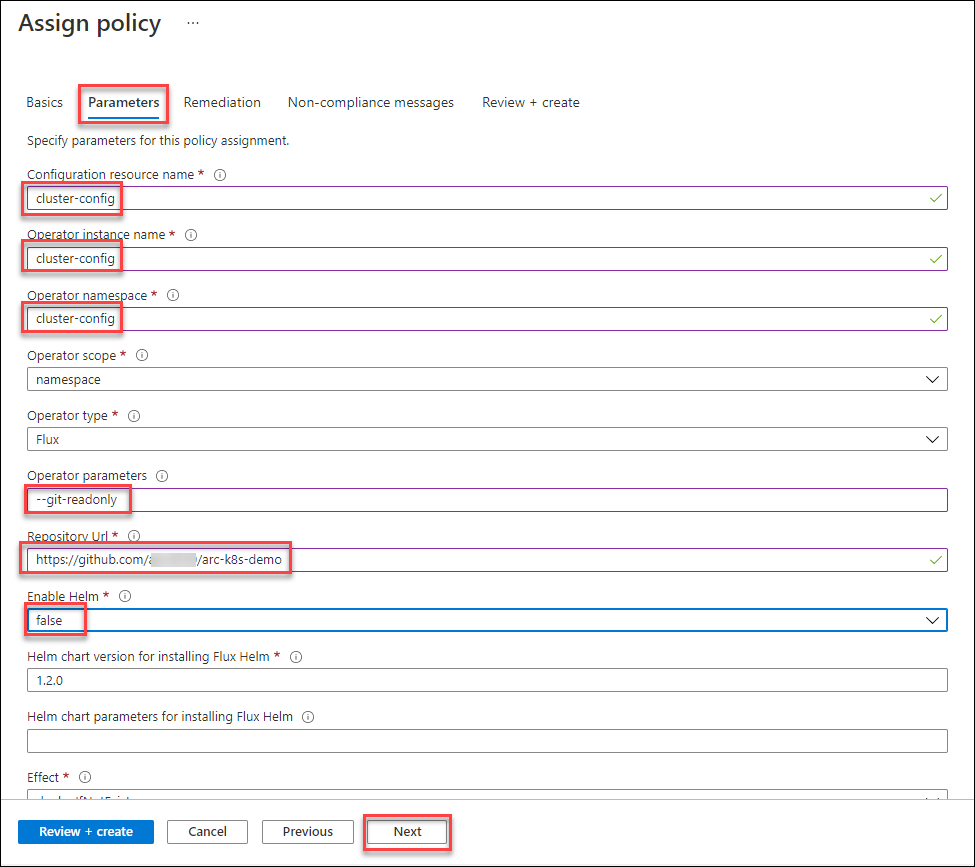 Assign policy ...
Basics Parameters Remediation Non-compliance messages Review + create
Specify parameters for this policy assignment.
Configuration resource name *
cluster-config
Operator instance name *
cluster-config
Operator namespace *
cluster-config
Operator scope *
namespace
Operator type *
Flux
Operator parameters
--git-readonly
Repository Url *
https://github.com/ /arc-k8s-demo
Enable Helm *
false
Helm chart version for installing Flux Helm *
1.2.0
Helm chart parameters for installing Flux Helm
Effect *
Review + create Cancel Previous Next